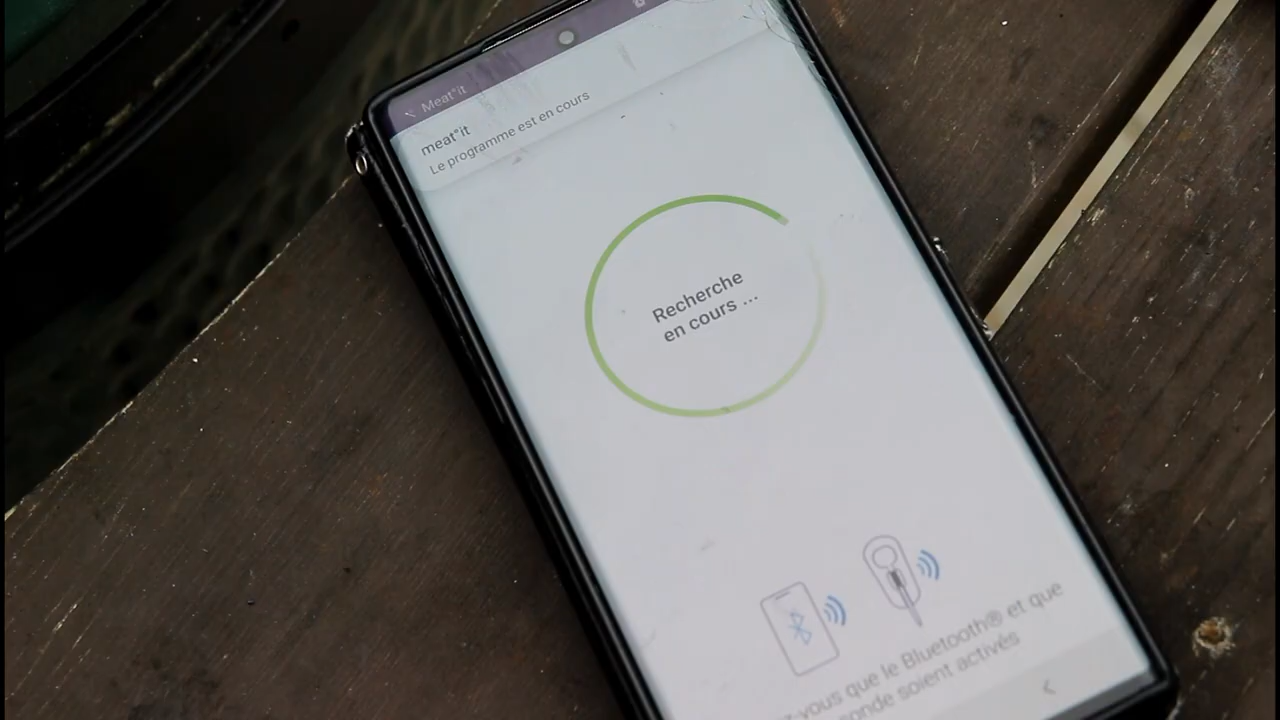 Meat°it
meat°it
Le programme est en cours
Recherche
en cours ...
-vous que le Bluetooth® et que
soient activés